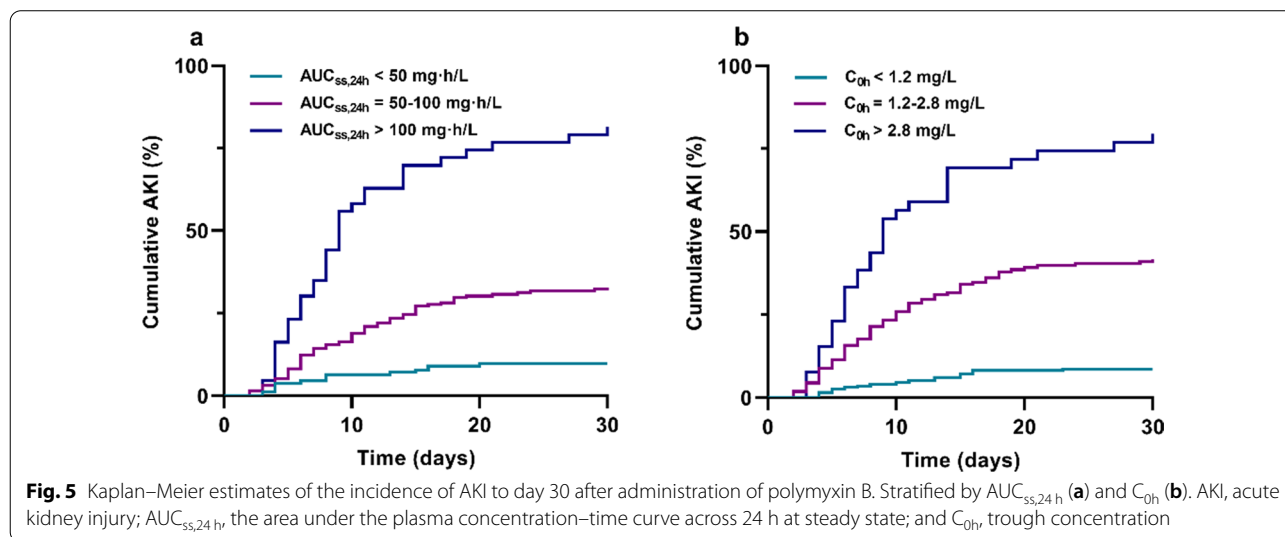 a
100
AUCss,24h < 50 mg·h/L
AUCss,24h = 50-100 mg·h/L
AUCss,24h > 100 mg·h/L
Cumulative AKI (%)
50
0
0 10 20 30
Time (days)
b
100
C0h < 1.2 mg/L
C0h = 1.2-2.8 mg/L
C0h > 2.8 mg/L
Cumulative AKI (%)
50
0
0 10 20 30
Time (days)
Fig. 5 Kaplan–Meier estimates of the incidence of AKI to day 30 after administration of polymyxin B. Stratified by AUCss,24 h (a) and C0h (b). AKI, acute
kidney injury; AUCss,24 h, the area under the plasma concentration–time curve across 24 h at steady state; and C0h, trough concentration